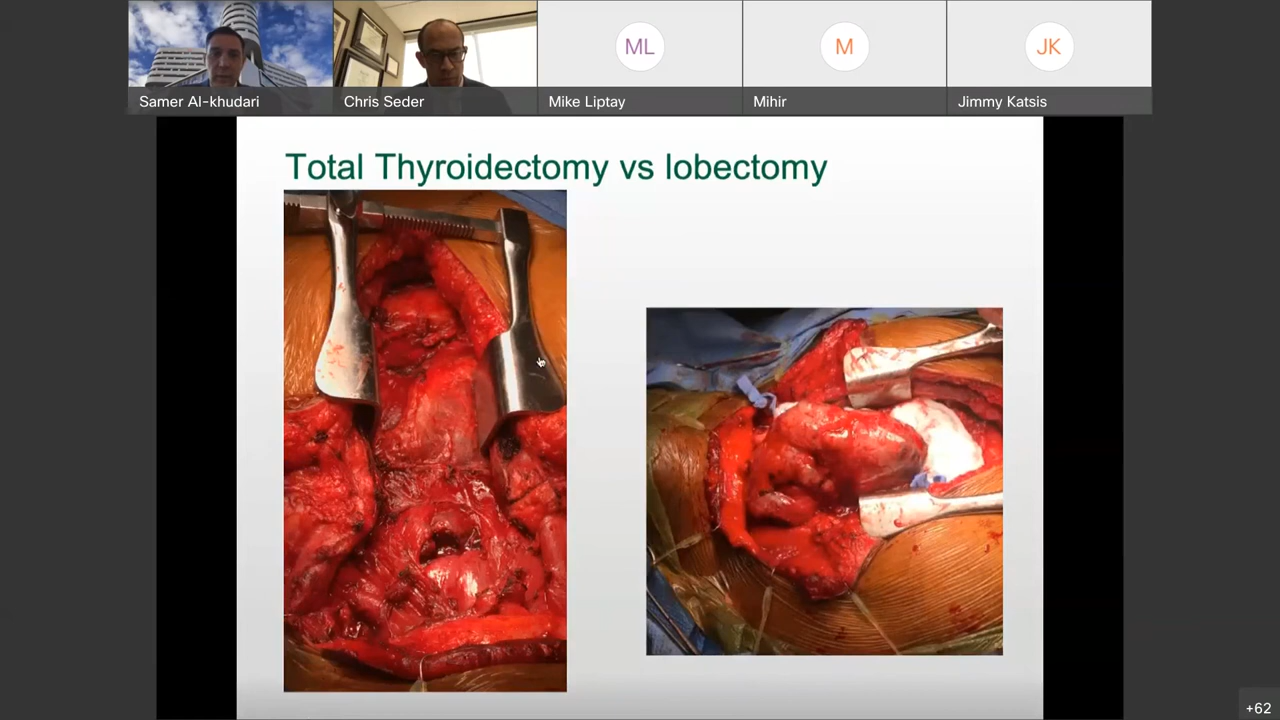 ML
M
JK
Samer Al-khudari
Chris Seder
Mike Liptay
Mihir
Jimmy Katsis
Total Thyroidectomy vs lobectomy
+62